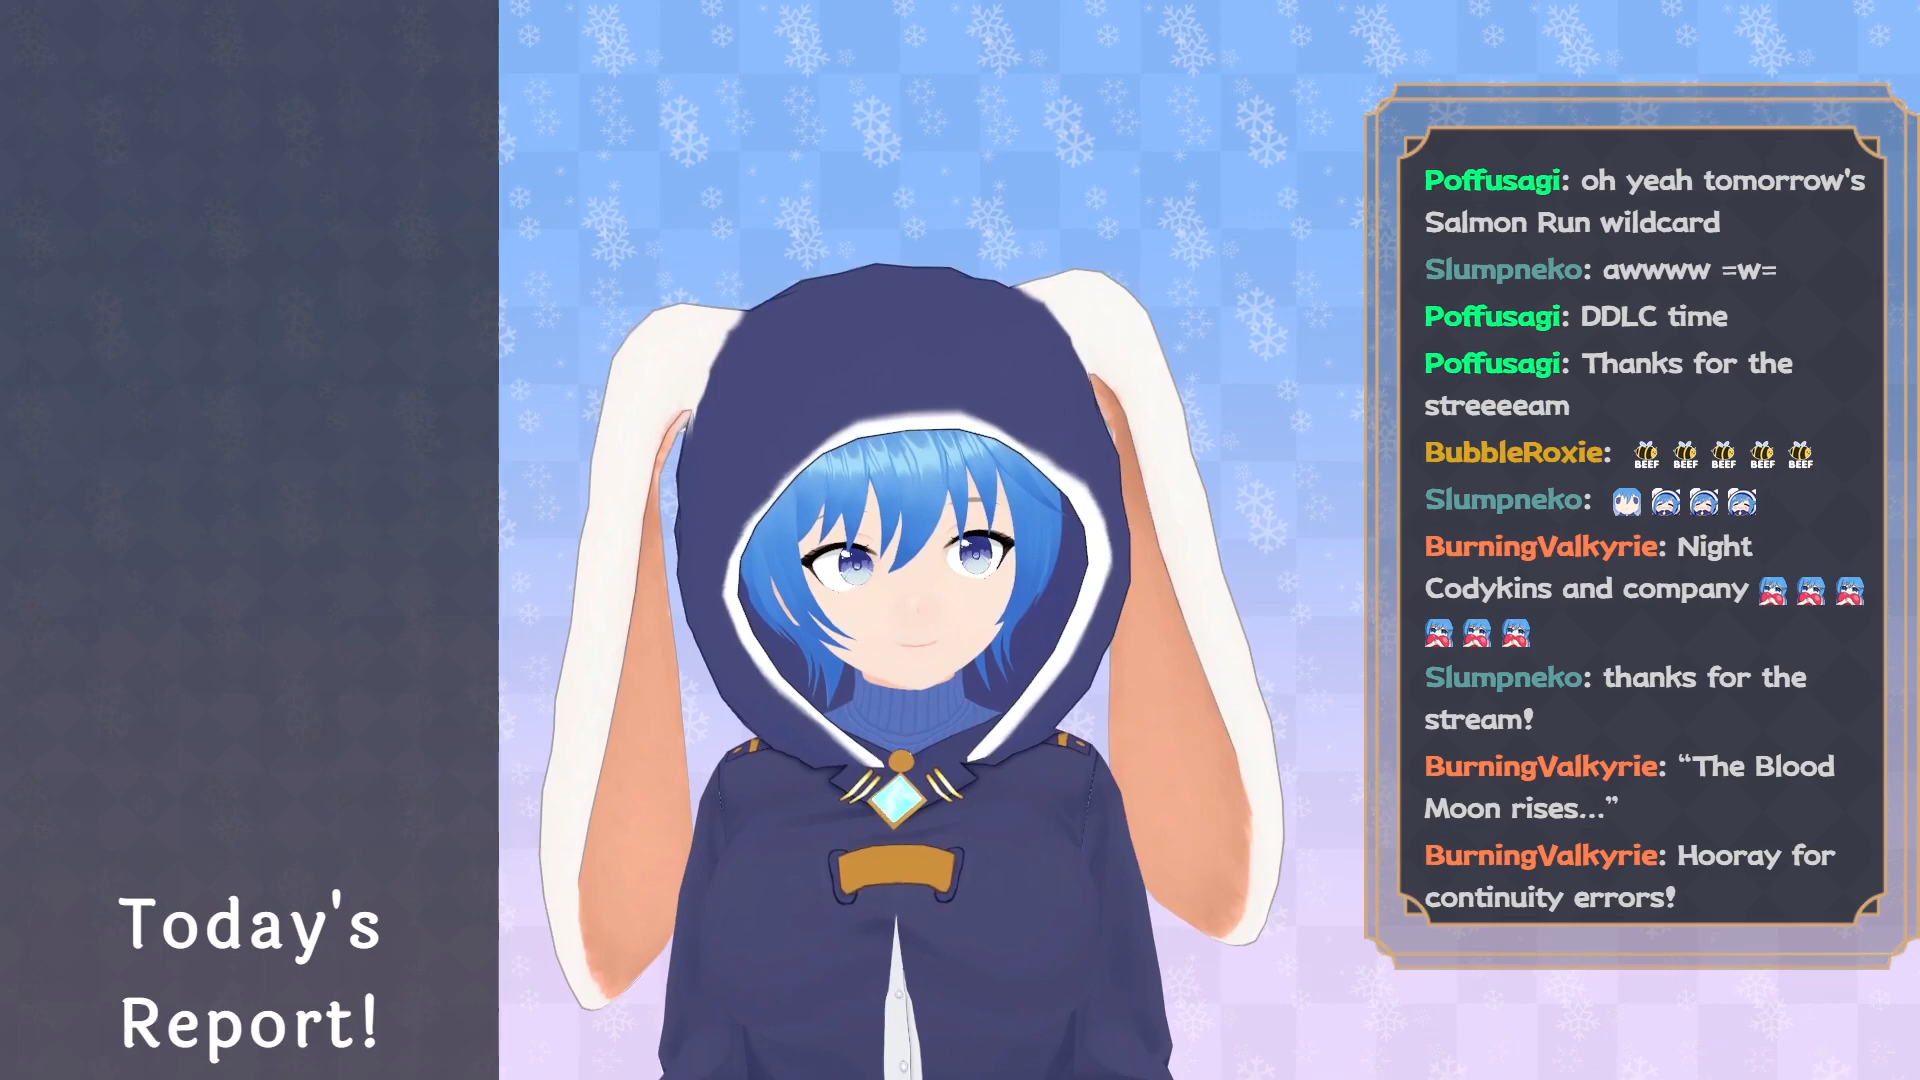 Today's
Report!
Poffusagi: oh yeah tomorrow's
Salmon Run wildcard
Slumpneko: awwww =w=
Poffusagi: DDLC time
Poffusagi: Thanks for the
streeeeam
BubbleRoxie: BEEF BEEF BEEF BEEF BEEF
Slumpneko:
BurningValkyrie: Night
Codykins and company
Slumpneko: thanks for the
stream!
BurningValkyrie: “The Blood
Moon rises...”
BurningValkyrie: Hooray for
continuity errors!